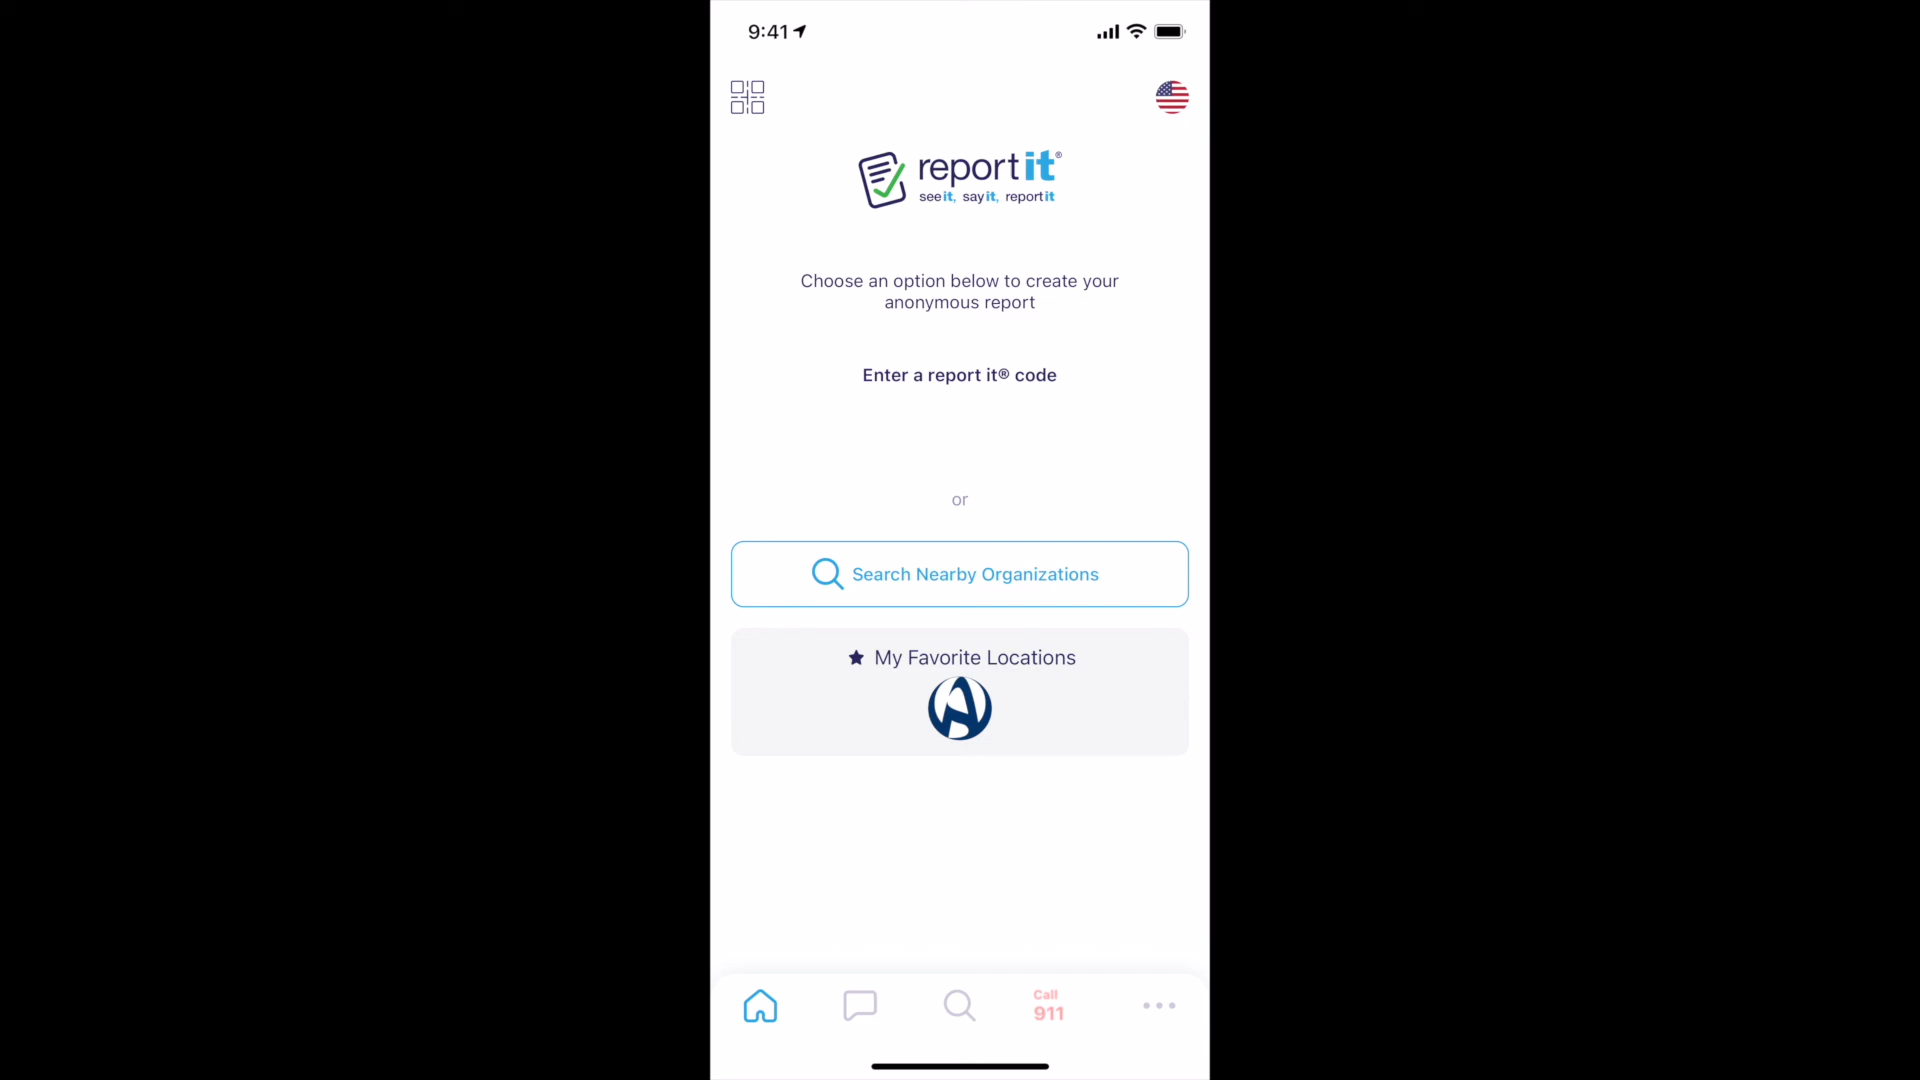 9:41
report it®
see it, say it, report it
Choose an option below to create your
anonymous report
Enter a report it® code
or
Search Nearby Organizations
My Favorite Locations
Call
911